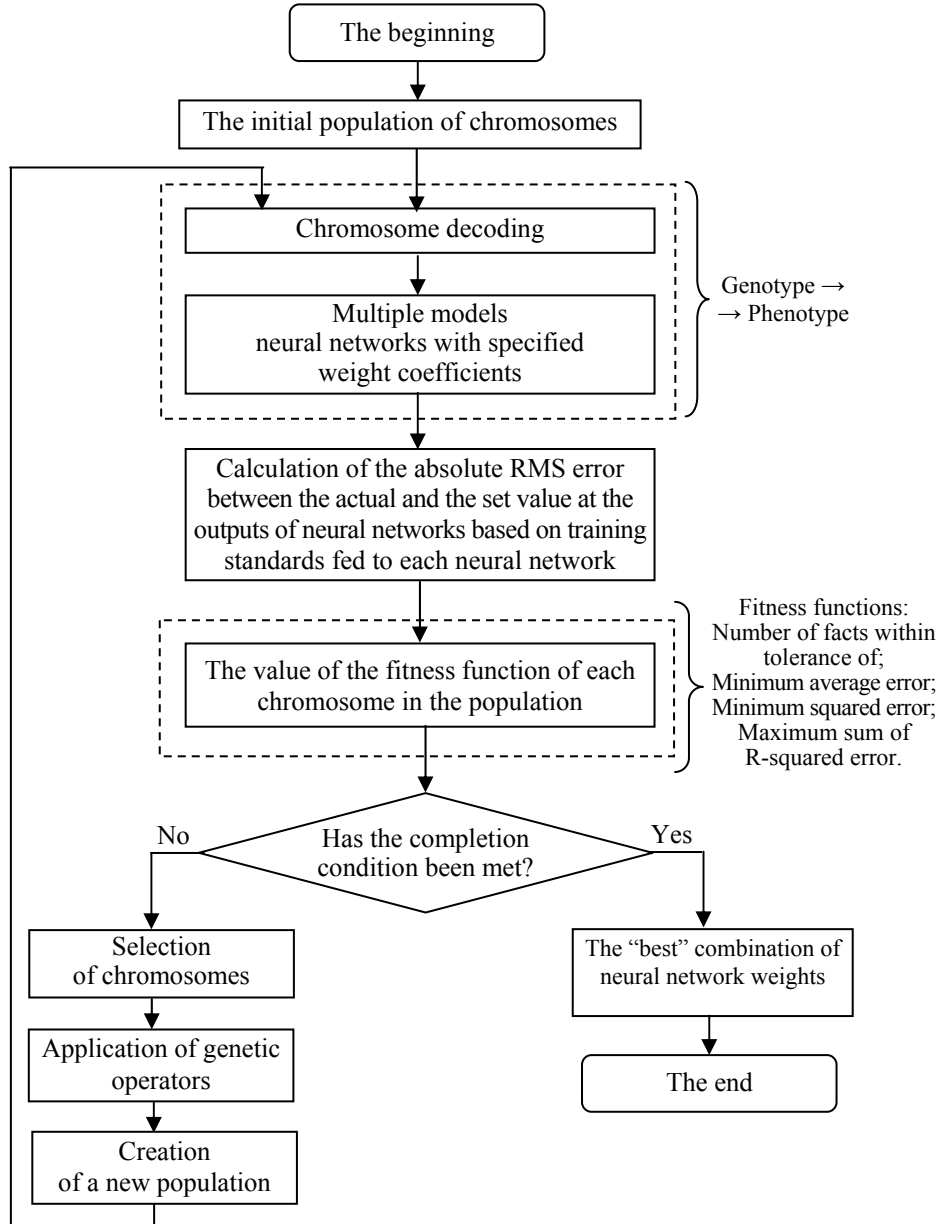 The beginning
The initial population of chromosomes
Chromosome decoding
Multiple models
neural networks with specified
weight coefficients
Genotype →
→ Phenotype
Calculation of the absolute RMS error
between the actual and the set value at the
outputs of neural networks based on training
standards fed to each neural network
The value of the fitness function of each
chromosome in the population
Fitness functions:
Number of facts within
tolerance of;
Minimum average error;
Minimum squared error;
Maximum sum of
R-squared error.
Has the completion
condition been met?
No
Yes
Selection
of chromosomes
Application of genetic
operators
Creation
of a new population
The “best” combination of
neural network weights
The end